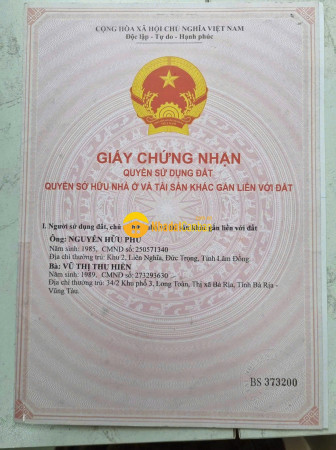 CỘNG HÒA XÃ HỘI CHỦ NGHĨA VIỆT NAM
Độc lập - Tự do - Hạnh phúc
GIẤY CHỨNG NHẬN
QUYỀN SỬ DỤNG ĐẤT
QUYỀN SỞ HỮU NHÀ Ở VÀ TÀI SẢN KHÁC GẮN LIỀN VỚI ĐẤT
I. Người sử dụng đất, chủ tài sản khác gắn liền với đất
Ông: NGUYỄN HỮU PHÚ
Năm sinh: 1985, CMND số: 250571340
Địa chỉ thường trú: Khu 2, Liên Nghĩa, Đức Trọng, Tỉnh Lâm Đồng
Bà: VŨ THỊ THU HIỀN
Năm sinh: 1989, CMND số: 273295630
Địa chỉ thường trú: 34/2 Khu phố 3, Long Toàn, Thị xã Bà Rịa, Tỉnh Bà Rịa -
Vũng Tàu.
BS 373200